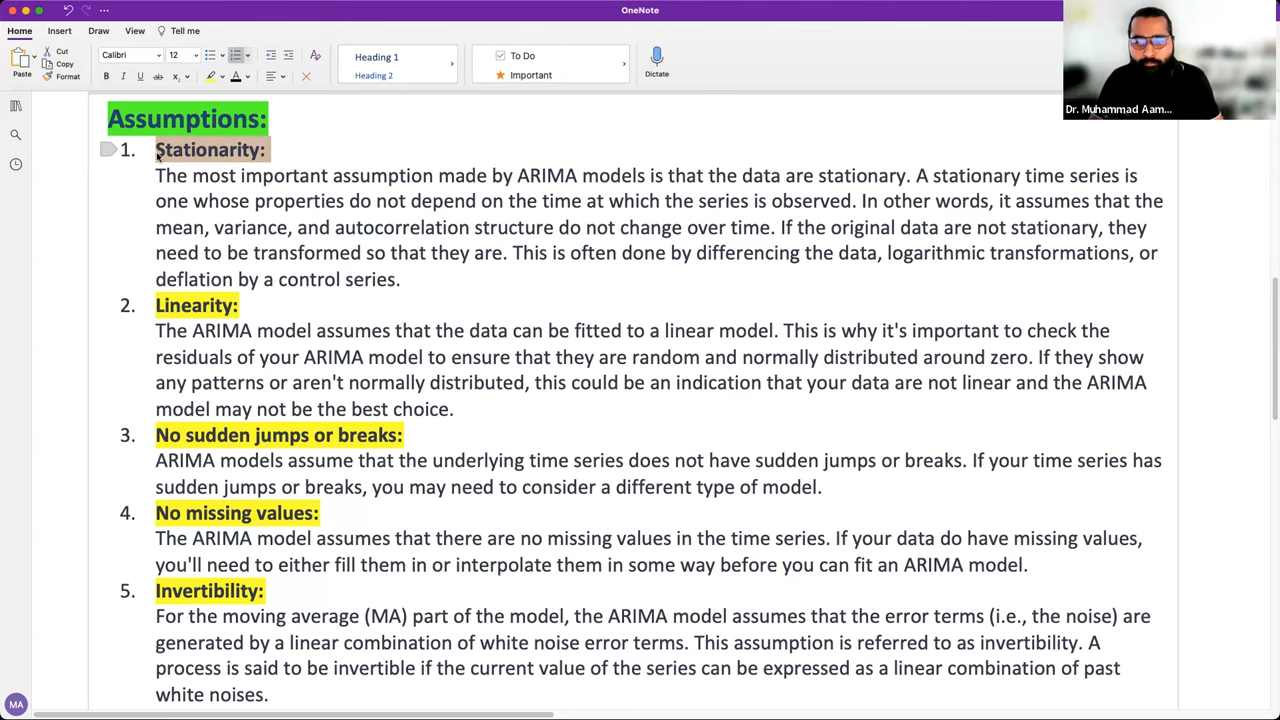 OneNote
Home Insert Draw View Tell me
Paste
Cut
Copy
Format
Calibri 12
B I U ab x
A
Heading 1
Heading 2
To Do
Important
Dictate
Dr. Muhammad Aam...
Assumptions:
1. Stationarity:
The most important assumption made by ARIMA models is that the data are stationary. A stationary time series is
one whose properties do not depend on the time at which the series is observed. In other words, it assumes that the
mean, variance, and autocorrelation structure do not change over time. If the original data are not stationary, they
need to be transformed so that they are. This is often done by differencing the data, logarithmic transformations, or
deflation by a control series.
2. Linearity:
The ARIMA model assumes that the data can be fitted to a linear model. This is why it's important to check the
residuals of your ARIMA model to ensure that they are random and normally distributed around zero. If they show
any patterns or aren't normally distributed, this could be an indication that your data are not linear and the ARIMA
model may not be the best choice.
3. No sudden jumps or breaks:
ARIMA models assume that the underlying time series does not have sudden jumps or breaks. If your time series has
sudden jumps or breaks, you may need to consider a different type of model.
4. No missing values:
The ARIMA model assumes that there are no missing values in the time series. If your data do have missing values,
you'll need to either fill them in or interpolate them in some way before you can fit an ARIMA model.
5. Invertibility:
For the moving average (MA) part of the model, the ARIMA model assumes that the error terms (i.e., the noise) are
generated by a linear combination of white noise error terms. This assumption is referred to as invertibility. A
process is said to be invertible if the current value of the series can be expressed as a linear combination of past
white noises.
MA